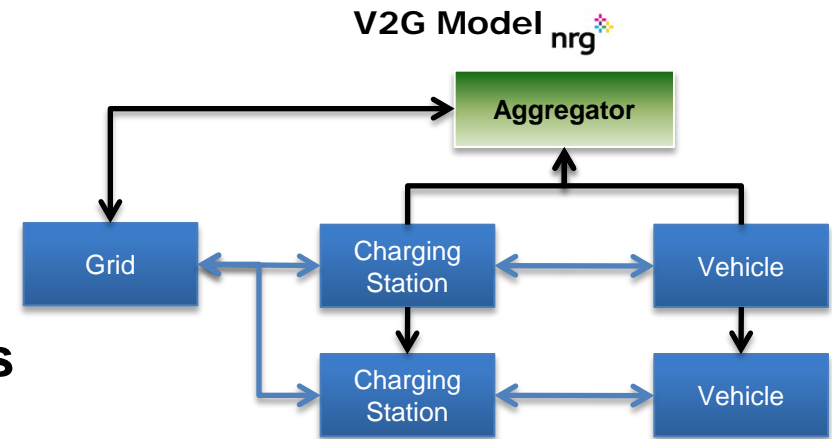 V2G Model nrg
Aggregator
Grid
Charging
Station
Vehicle
s
Charging
Station
Vehicle